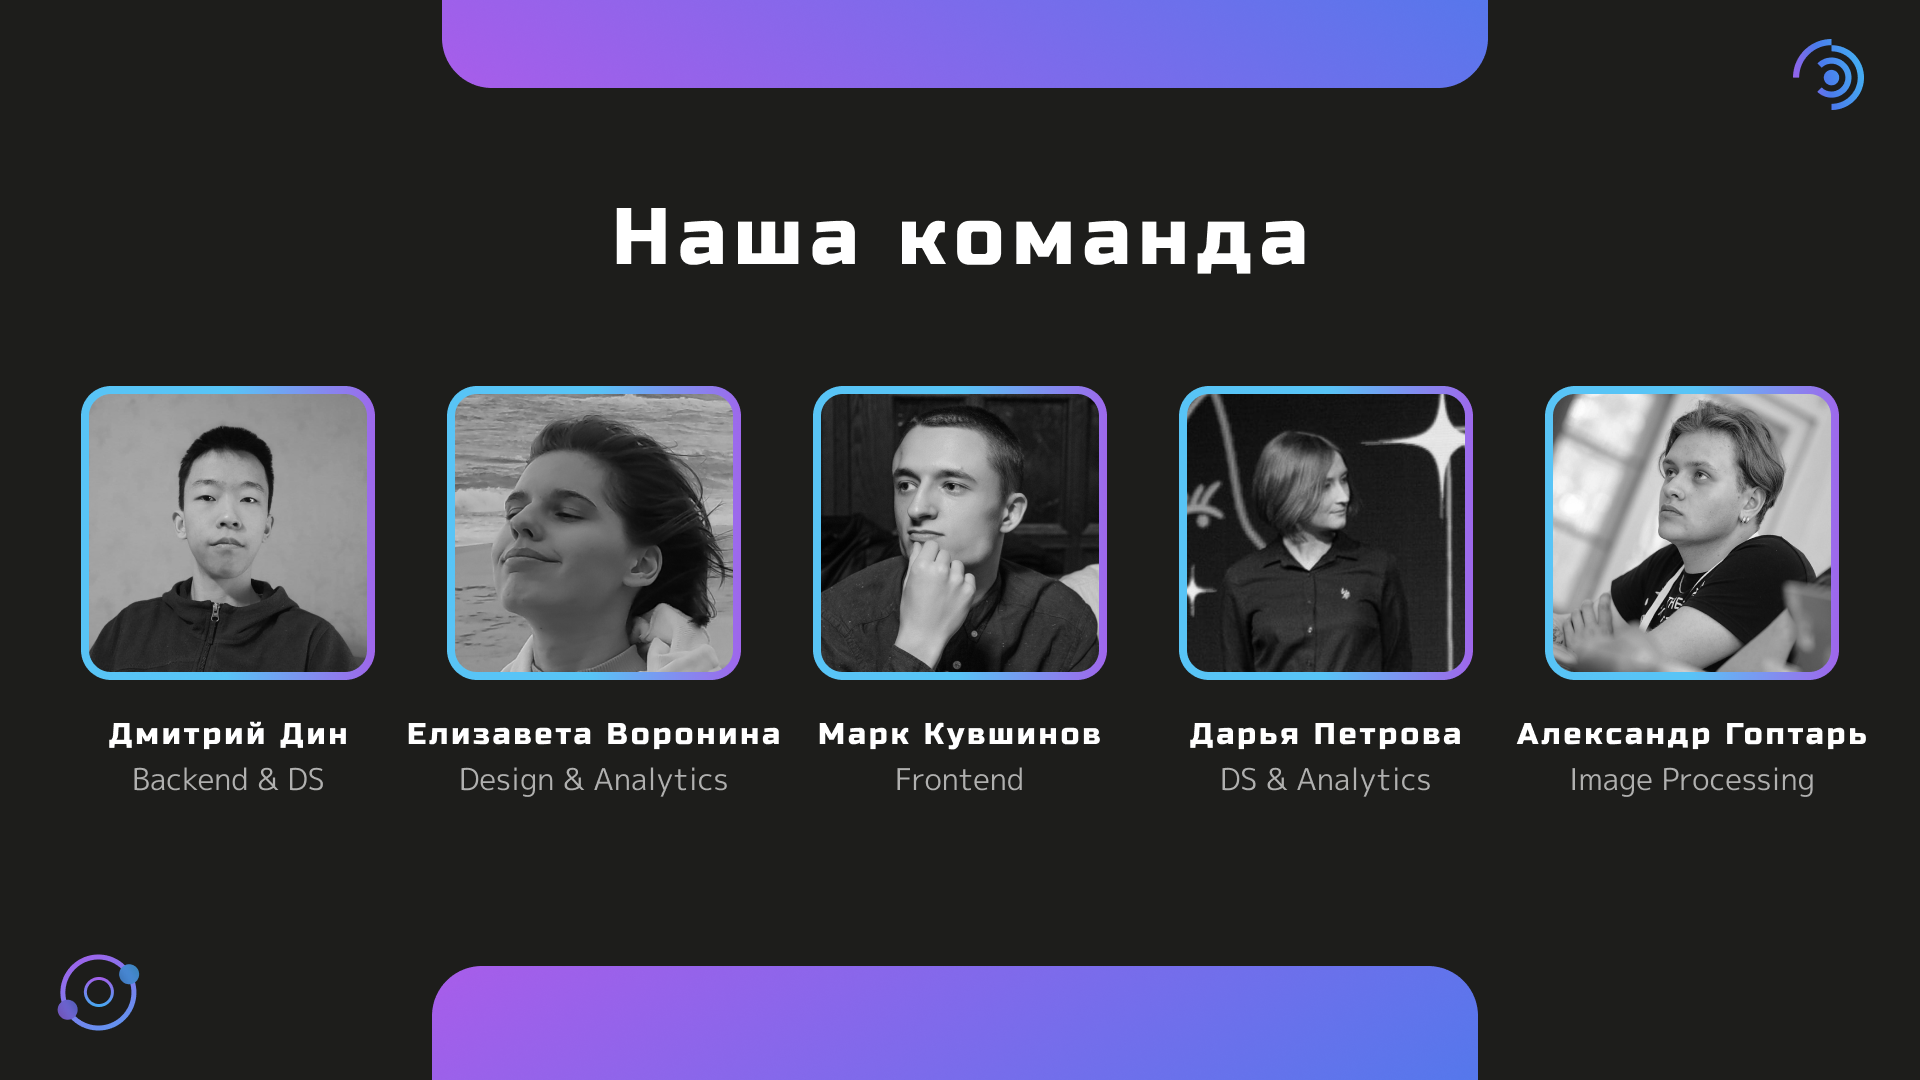 Наша команда
Дмитрий Дин
Backend & DS
Елизавета Воронина
Design & Analytics
Марк Кувшинов
Frontend
Дарья Петрова
DS & Analytics
Александр Гоптарь
Image Processing
THE